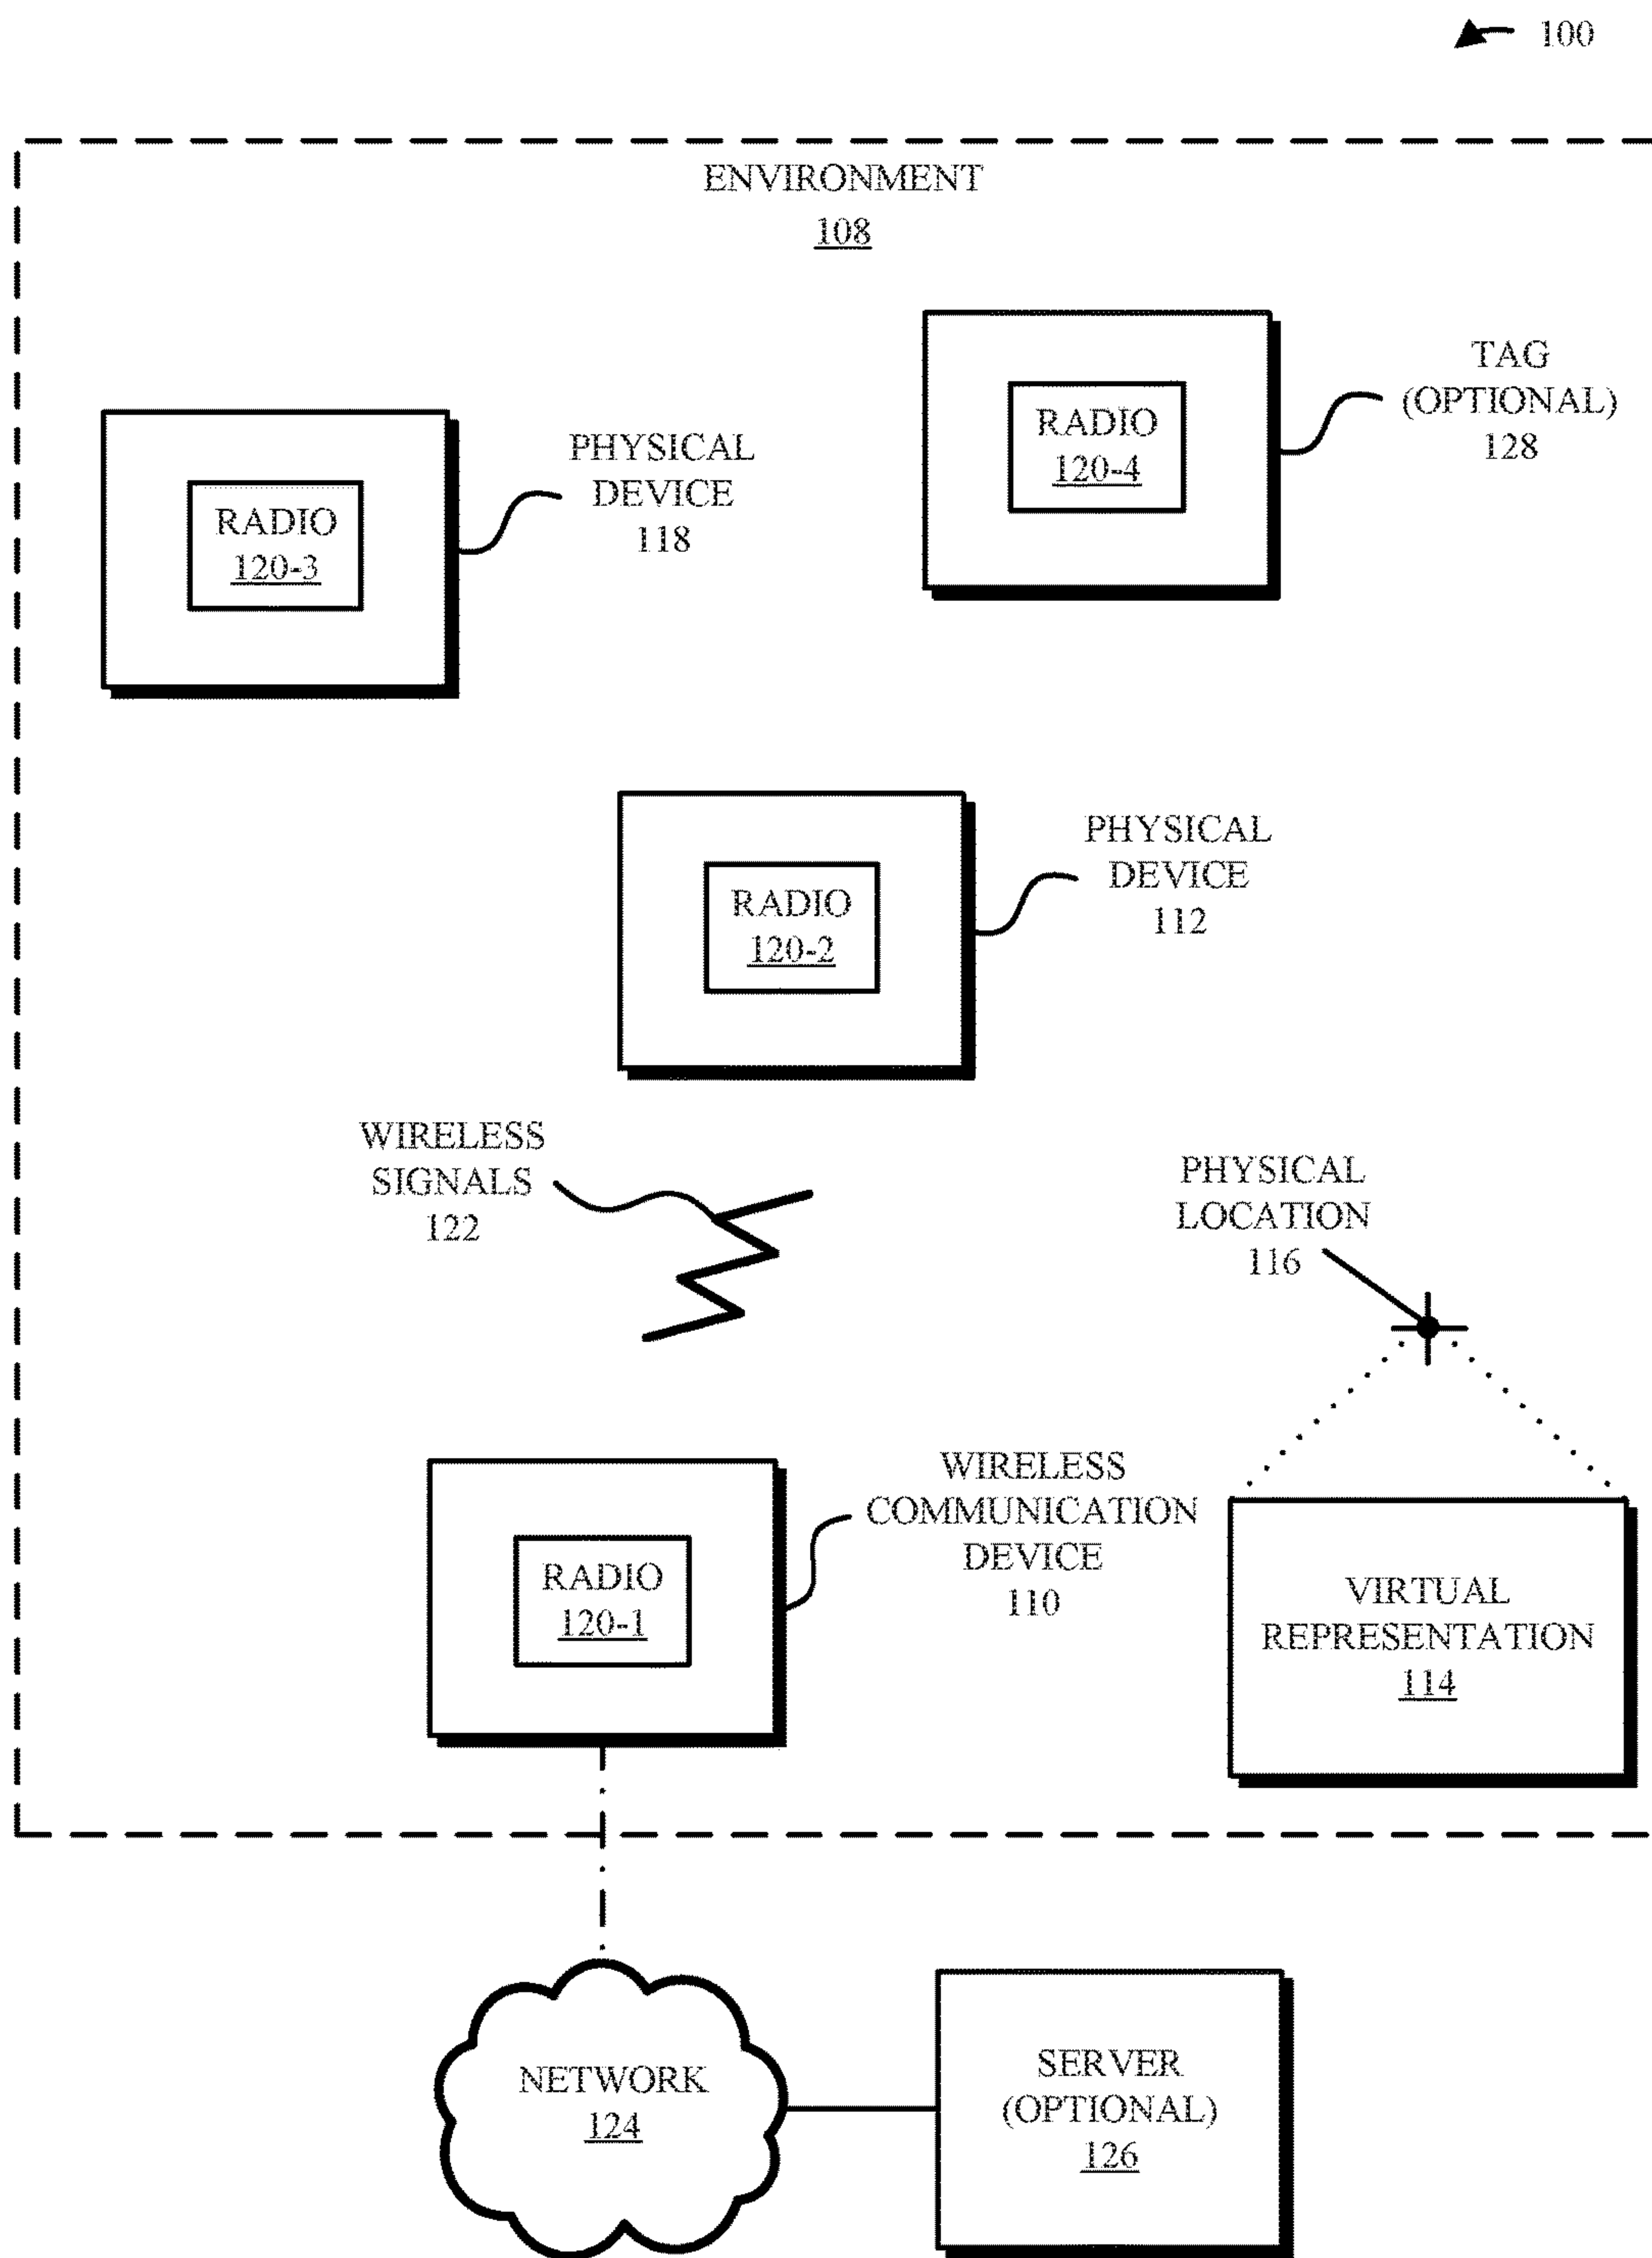 100
ENVIRONMENT
108
TAG
(OPTIONAL)
128
RADIO
120-4
PHYSICAL
DEVICE
118
RADIO
120-3
PHYSICAL
DEVICE
112
RADIO
120-2
WIRELESS
SIGNALS
122
PHYSICAL
LOCATION
116
WIRELESS
COMMUNICATION
DEVICE
110
RADIO
120-1
VIRTUAL
REPRESENTATION
114
NETWORK
124
SERVER
(OPTIONAL)
126